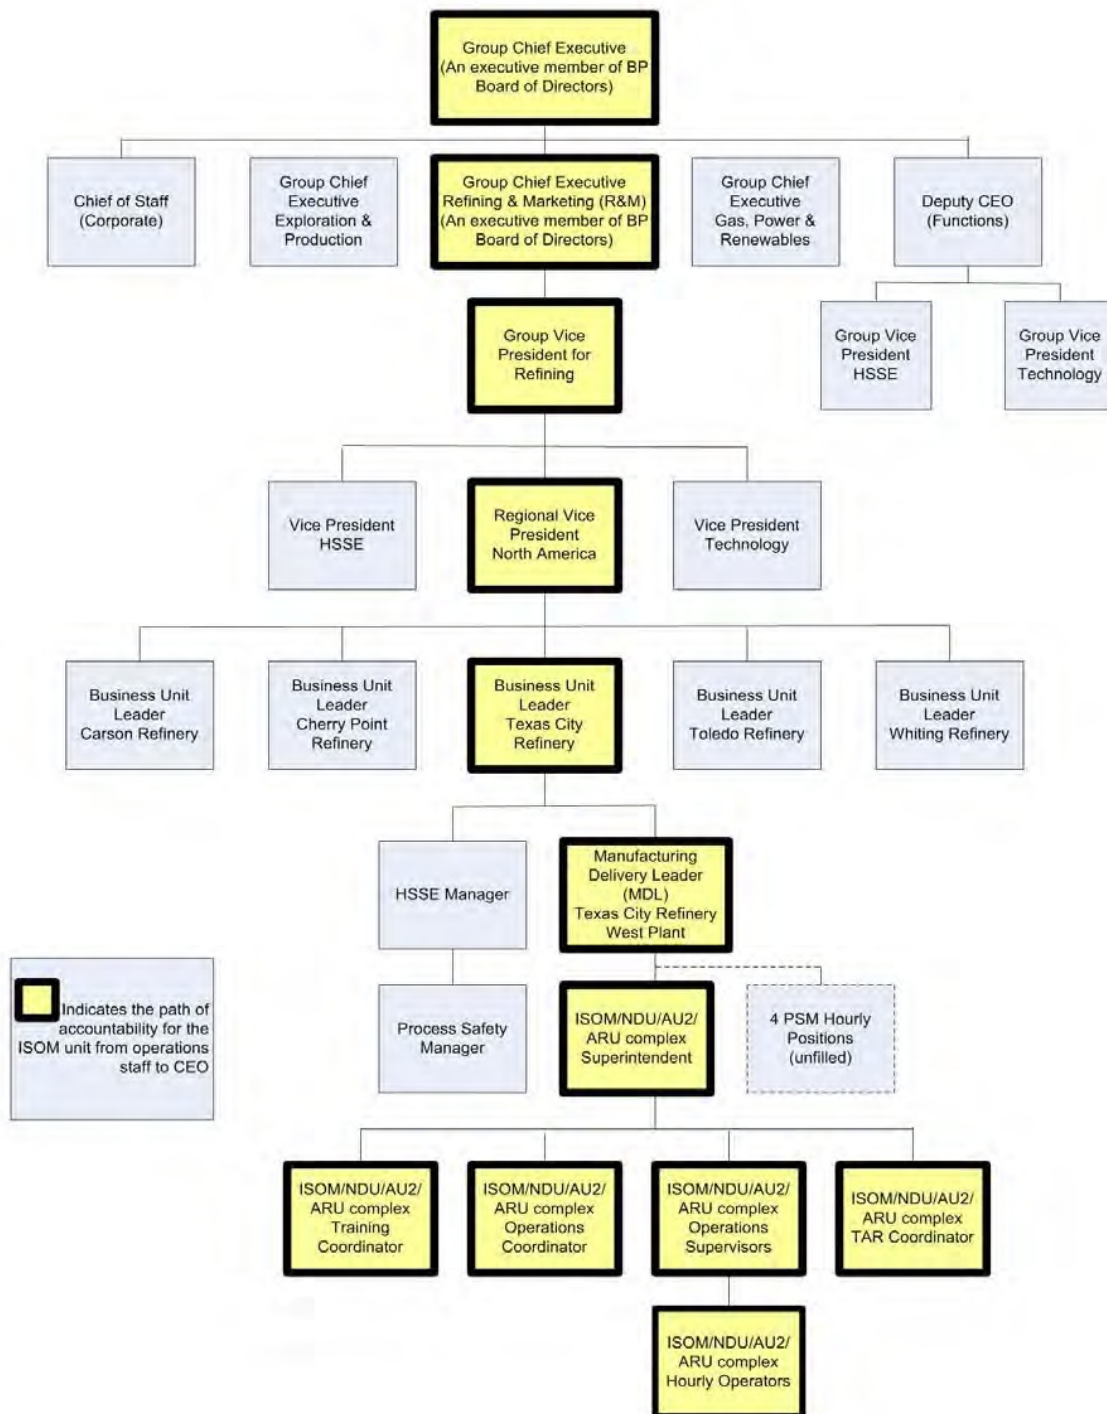 Group Chief Executive
(An executive member of BP
Board of Directors)
Chief of Staff
(Corporate)
Group Chief
Executive
Exploration &
Production
Group Chief Executive
Refining & Marketing (R&M)
(An executive member of BP
Board of Directors)
Group Chief
Executive
Gas, Power &
Renewables
Deputy CEO
(Functions)
Group Vice
President for
Refining
Group Vice
President
HSSE
Group Vice
President
Technology
Vice President
HSSE
Regional Vice
President
North America
Vice President
Technology
Business Unit
Leader
Carson Refinery
Business Unit
Leader
Cherry Point
Refinery
Business Unit
Leader
Texas City
Refinery
Business Unit
Leader
Toledo Refinery
Business Unit
Leader
Whiting Refinery
HSSE Manager
Manufacturing
Delivery Leader
(MDL)
Texas City Refinery
West Plant
Indicates the path of
accountability for the
ISOM unit from operations
staff to CEO
Process Safety
Manager
ISOM/NDU/AU2/
ARU complex
Superintendent
4 PSM Hourly
Positions
(unfilled)
ISOM/NDU/AU2/
ARU complex
Training
Coordinator
ISOM/NDU/AU2/
ARU complex
Operations
Coordinator
ISOM/NDU/AU2/
ARU complex
Operations
Supervisors
ISOM/NDU/AU2/
ARU complex
TAR Coordinator
ISOM/NDU/AU2/
ARU complex
Hourly Operators